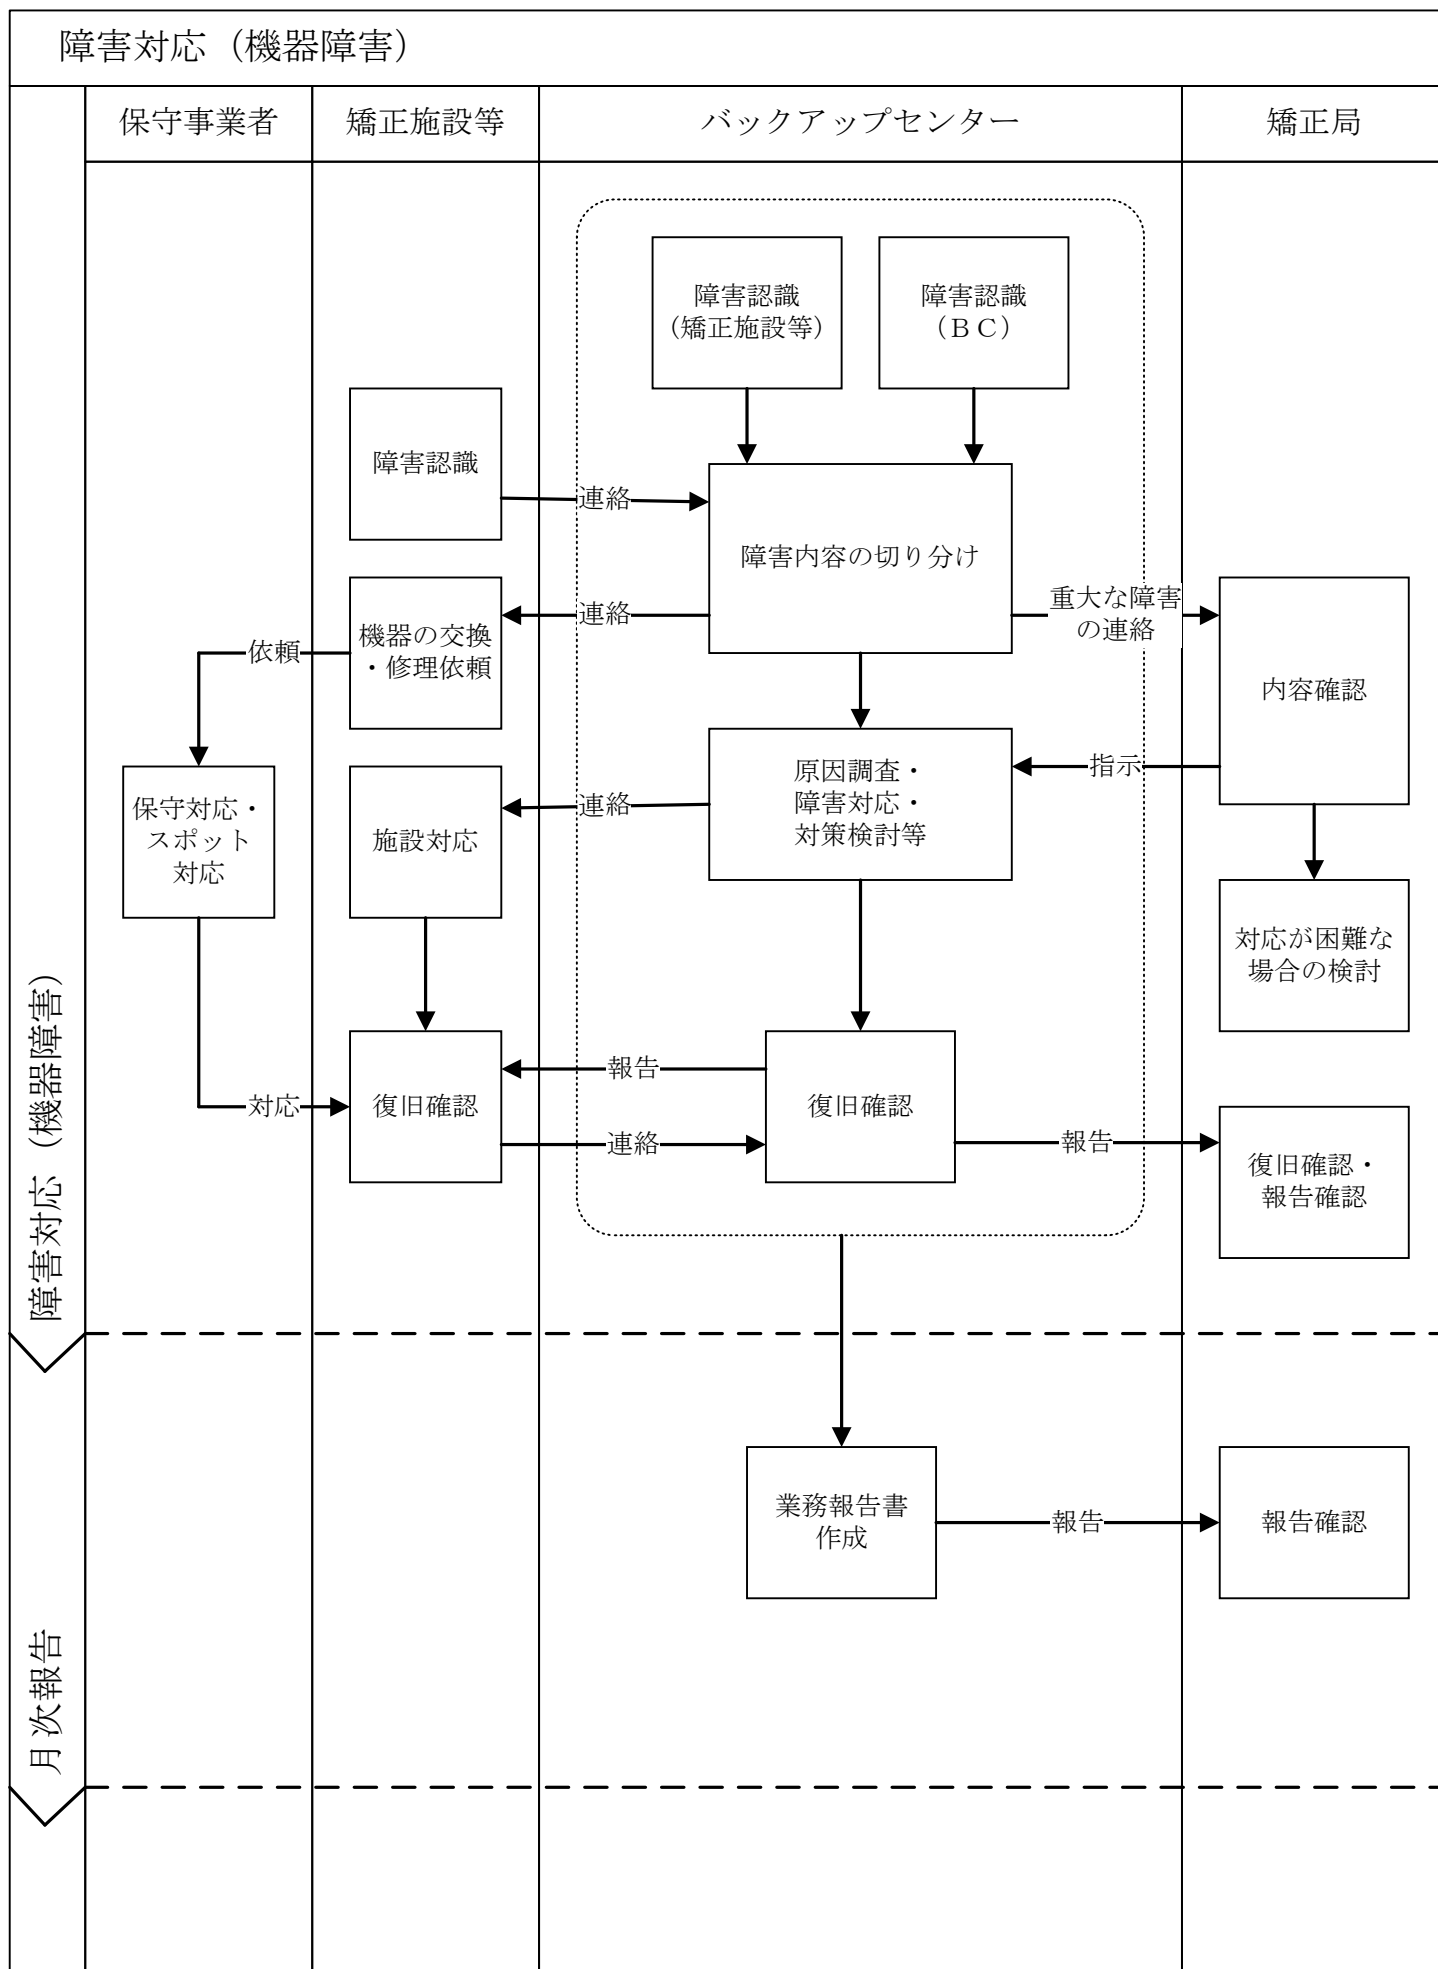 障害対応（機器障害）
保守事業者
矯正施設等
バックアップセンター
矯正局
障害認識
（矯正施設等）
障害認識
（ＢＣ）
障害認識
連絡
障害内容の切り分け
連絡
重大な障害
の連絡
機器の交換
・修理依頼
依頼
内容確認
原因調査・
障害対応・
対策検討等
指示
連絡
保守対応・
スポット
対応
施設対応
対応が困難な
場合の検討
報告
復旧確認
対応
復旧確認
連絡
報告
復旧確認・
報告確認
障害対応（機器障害）
業務報告書
作成
報告
報告確認
月次報告